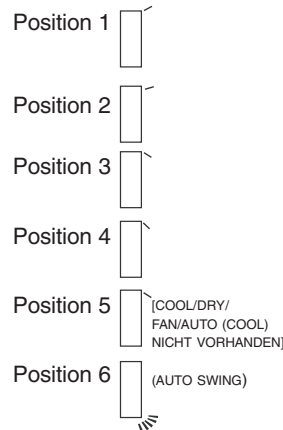 Position 1
Position 2
Position 3
Position 4
Position 5
[COOL/DRY/
FAN/AUTO (COOL)
NICHT VORHANDEN]
Position 6
(AUTO SWING)